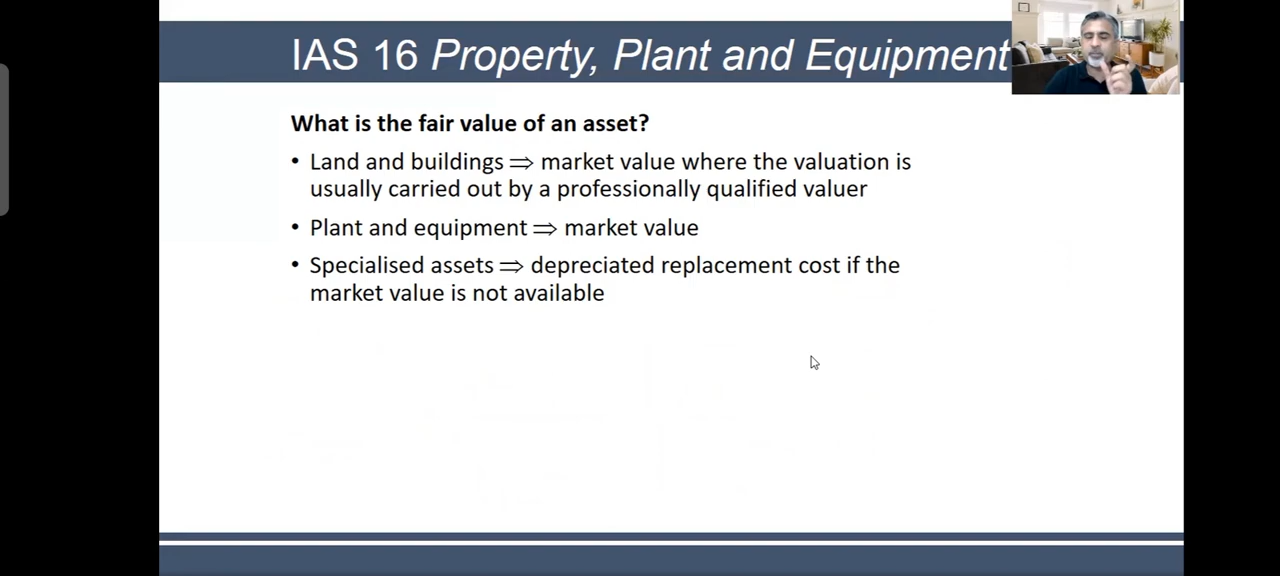 IAS 16 Property, Plant and Equipment
What is the fair value of an asset?
• Land and buildings ⇒ market value where the valuation is
usually carried out by a professionally qualified valuer
• Plant and equipment ⇒ market value
• Specialised assets ⇒ depreciated replacement cost if the
market value is not available